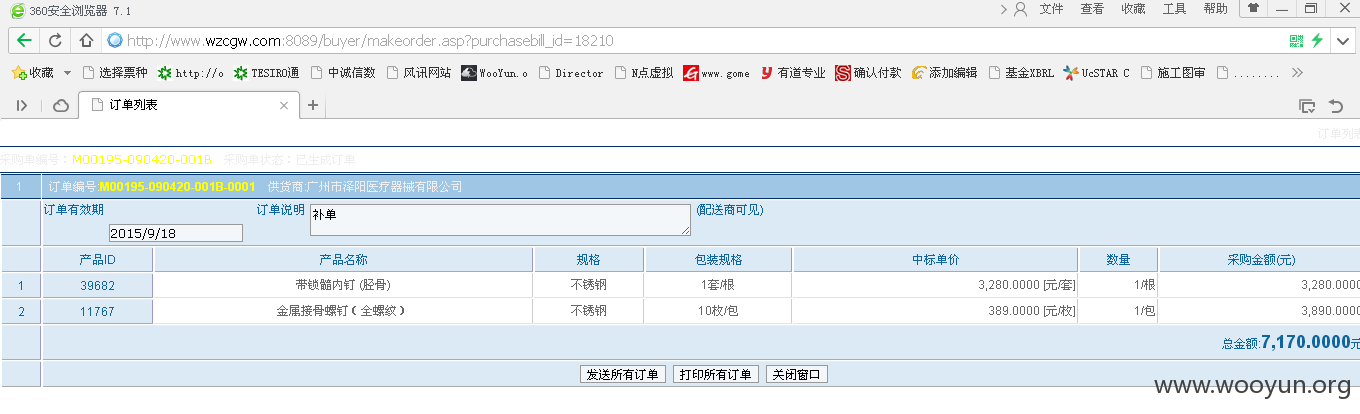 360安全浏览器 7.1 文件 查看 收藏 工具 帮助
http://www.wzcgw.com:8089/buyer/makeorder.asp?purchasebill_id=18210
收藏 选择票种 http://o TESIRO通 中诚信数 风讯网站 WooYun.o Director N点虚拟 www.gome 有道专业 确认付款 添加编辑 基金XBRL UcSTAR C 施工图审 ........
订单列表
订单列表
采购单编号：M00195-090420-001B . 采购单状态：已生成订单
1 订单编号:M00195-090420-001B-0001 供货商:广州市泽阳医疗器械有限公司
订单有效期 2015/9/18 订单说明 补单 (配送商可见)
产品ID 产品名称 规格 包装规格 中标单价 数量 采购金额(元)
1 39682 带锁髓内钉 (胫骨) 不锈钢 1套/根 3,280.0000 [元/套] 1/根 3,280.000
2 11767 金属接骨螺钉 ( 全螺纹 ) 不锈钢 10枚/包 389.0000 [元/枚] 1/包 3,890.000
总金额:7,170.0000元
发送所有订单 打印所有订单 关闭窗口
www.wooyun.org